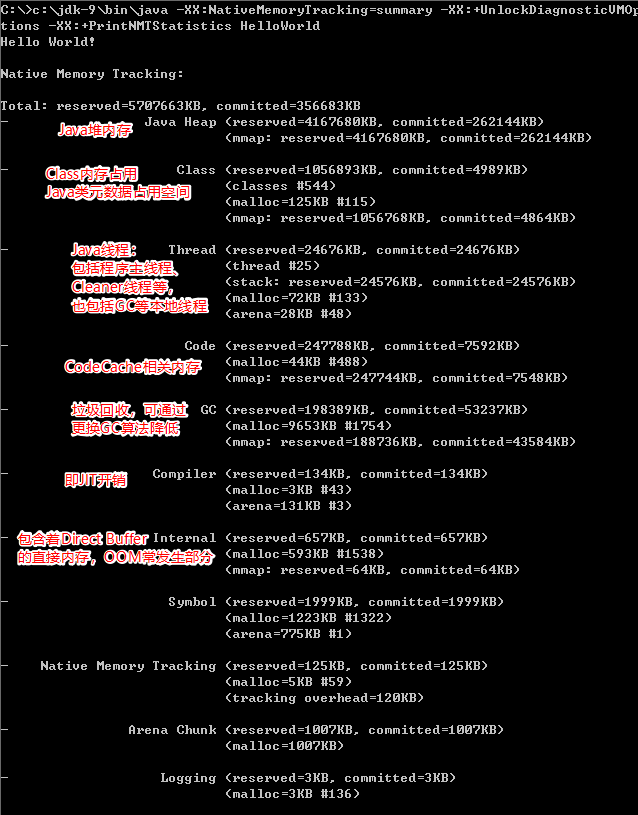 C:\>c:\jdk-9\bin\java -XX:NativeMemoryTracking=summary -XX:+UnlockDiagnosticVMOp
tions -XX:+PrintNMTStatistics HelloWorld
Hello World!
Native Memory Tracking:
Total: reserved=5707663KB, committed=356683KB
- Java Heap (reserved=4167680KB, committed=262144KB)
Java堆内存
(mmap: reserved=4167680KB, committed=262144KB)
- Class (reserved=1056893KB, committed=4989KB)
Class内存占用
(classes #544)
Java类元数据占用空间
(malloc=125KB #115)
(mmap: reserved=1056768KB, committed=4864KB)
- Thread (reserved=24676KB, committed=24676KB)
Java线程：
包括程序主线程、
(thread #25)
Cleaner线程等，
(stack: reserved=24576KB, committed=24576KB)
也包括GC等本地线程
(malloc=72KB #133)
(arena=28KB #48)
- Code (reserved=247788KB, committed=7592KB)
CodeCache相关内存
(malloc=44KB #488)
(mmap: reserved=247744KB, committed=7548KB)
- GC (reserved=198389KB, committed=53237KB)
垃圾回收，可通过
更换GC算法降低
(malloc=9653KB #1754)
(mmap: reserved=188736KB, committed=43584KB)
- Compiler (reserved=134KB, committed=134KB)
即JIT开销
(malloc=3KB #43)
(arena=131KB #3)
- Internal (reserved=657KB, committed=657KB)
包含着Direct Buffer
的直接内存，OOM常发生部分
(malloc=593KB #1538)
(mmap: reserved=64KB, committed=64KB)
- Symbol (reserved=1999KB, committed=1999KB)
(malloc=1223KB #1322)
(arena=775KB #1)
- Native Memory Tracking (reserved=125KB, committed=125KB)
(malloc=5KB #59)
(tracking overhead=120KB)
- Arena Chunk (reserved=1007KB, committed=1007KB)
(malloc=1007KB)
- Logging (reserved=3KB, committed=3KB)
(malloc=3KB #136)